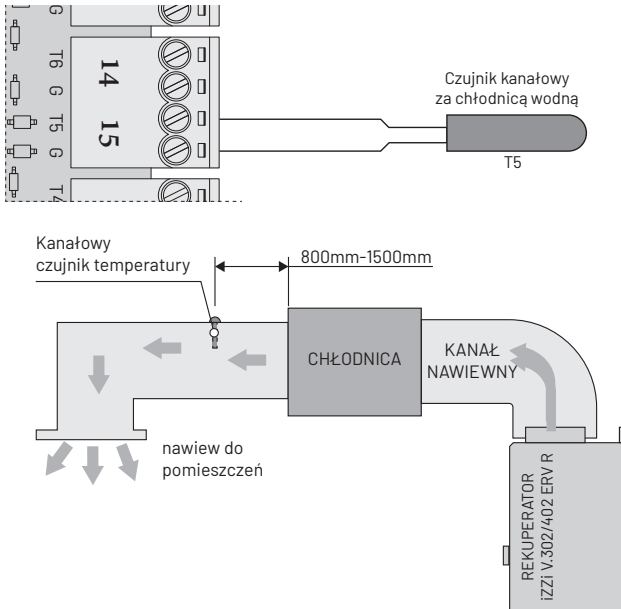 G
T6
G
T5
G
T4
14
15
Czujnik kanałowy
za chłodnicą wodną
T5
Kanałowy
czujnik temperatury
800mm-1500mm
CHŁODNICA
KANAŁ
NAWIEWNY
nawiew do
pomieszczeń
REKUPERATOR
iZZi V.302/402 ERV R